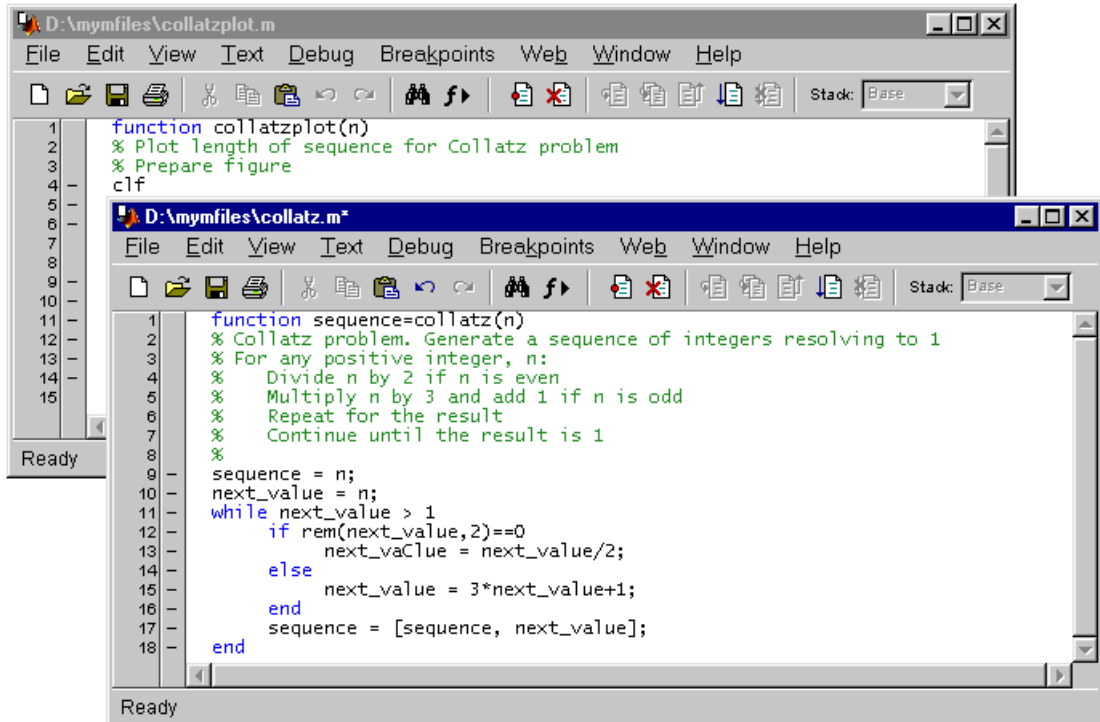 D:\mymfiles\collatzplot.m
File Edit View Text Debug Breakpoints Web Window Help
Stack: Base
1 function collatzplot(n)
2 % Plot length of sequence for Collatz problem
3 % Prepare figure
4 – clf
5 –
6 –
7
8
9 –
10 –
11 –
12 –
13 –
14 –
15
Ready
D:\mymfiles\collatz.m*
File Edit View Text Debug Breakpoints Web Window Help
Stack: Base
1 function sequence=collatz(n)
2 % Collatz problem. Generate a sequence of integers resolving to 1
3 % For any positive integer, n:
4 %    Divide n by 2 if n is even
5 %    Multiply n by 3 and add 1 if n is odd
6 %    Repeat for the result
7 %    Continue until the result is 1
8 %
9 – sequence = n;
10 – next_value = n;
11 – while next_value > 1
12 –     if rem(next_value,2)==0
13 –         next_vaClue = next_value/2;
14 –     else
15 –         next_value = 3*next_value+1;
16 –     end
17 –     sequence = [sequence, next_value];
18 – end
Ready